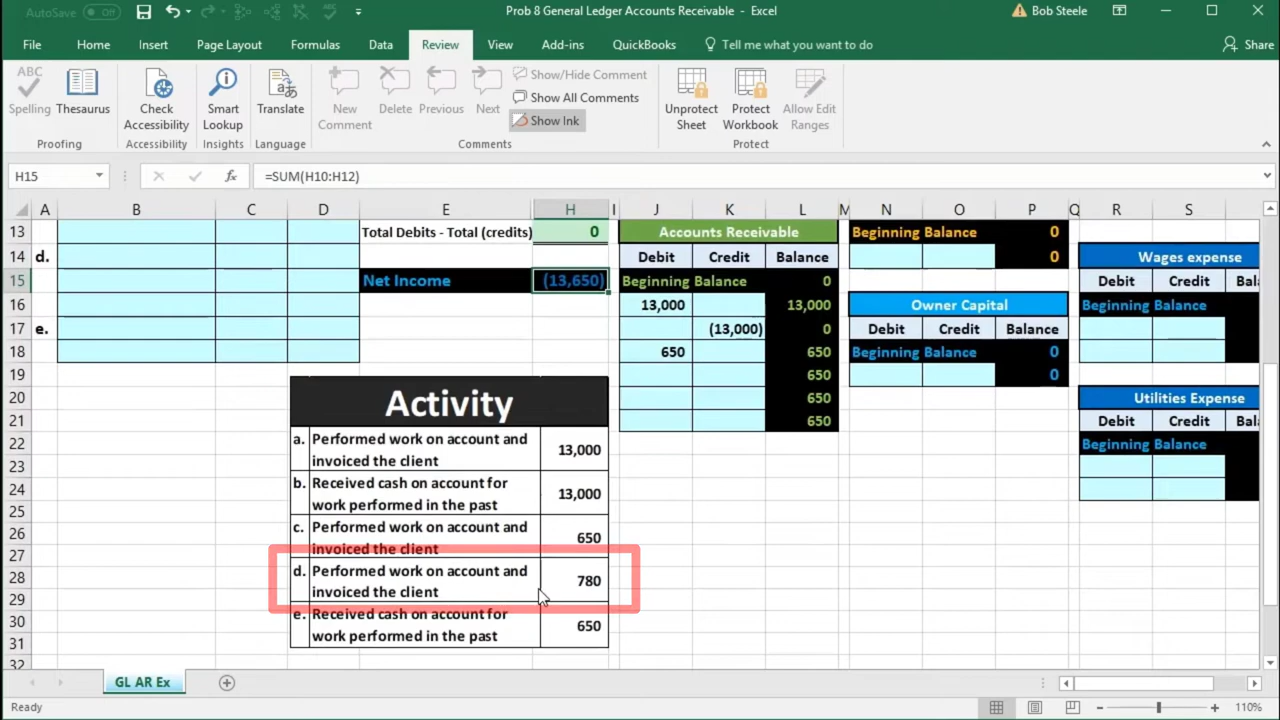 AutoSave Off
Prob 8 General Ledger Accounts Receivable - Excel
Bob Steele
File Home Insert Page Layout Formulas Data Review View Add-ins QuickBooks Tell me what you want to do Share
ABC
Spelling Thesaurus Check Accessibility Smart Lookup Translate New Comment Delete Previous Next
Show/Hide Comment
Show All Comments
Show Ink
Unprotect Sheet Protect Workbook Allow Edit Ranges
Proofing Accessibility Insights Language Comments Protect
H15 fx =SUM(H10:H12)
A B C D E H I J K L M N O P Q R S
13 Total Debits - Total (credits) 0 Accounts Receivable Beginning Balance 0
14 d. Debit Credit Balance 0 Wages expense
15 Net Income (13,650) Beginning Balance 0 Debit Credit
16 13,000 13,000 Owner Capital Beginning Balance
17 e. (13,000) 0 Debit Credit Balance
18 650 650 Beginning Balance 0
19 650 0
20 650 Utilities Expense
21 650 Debit Credit
22 Beginning Balance
23
24
25
26
27
28
29
30
31
32
Activity
a. Performed work on account and
invoiced the client 13,000
b. Received cash on account for
work performed in the past 13,000
c. Performed work on account and
invoiced the client 650
d. Performed work on account and
invoiced the client 780
e. Received cash on account for
work performed in the past 650
GL AR Ex
Ready 110%